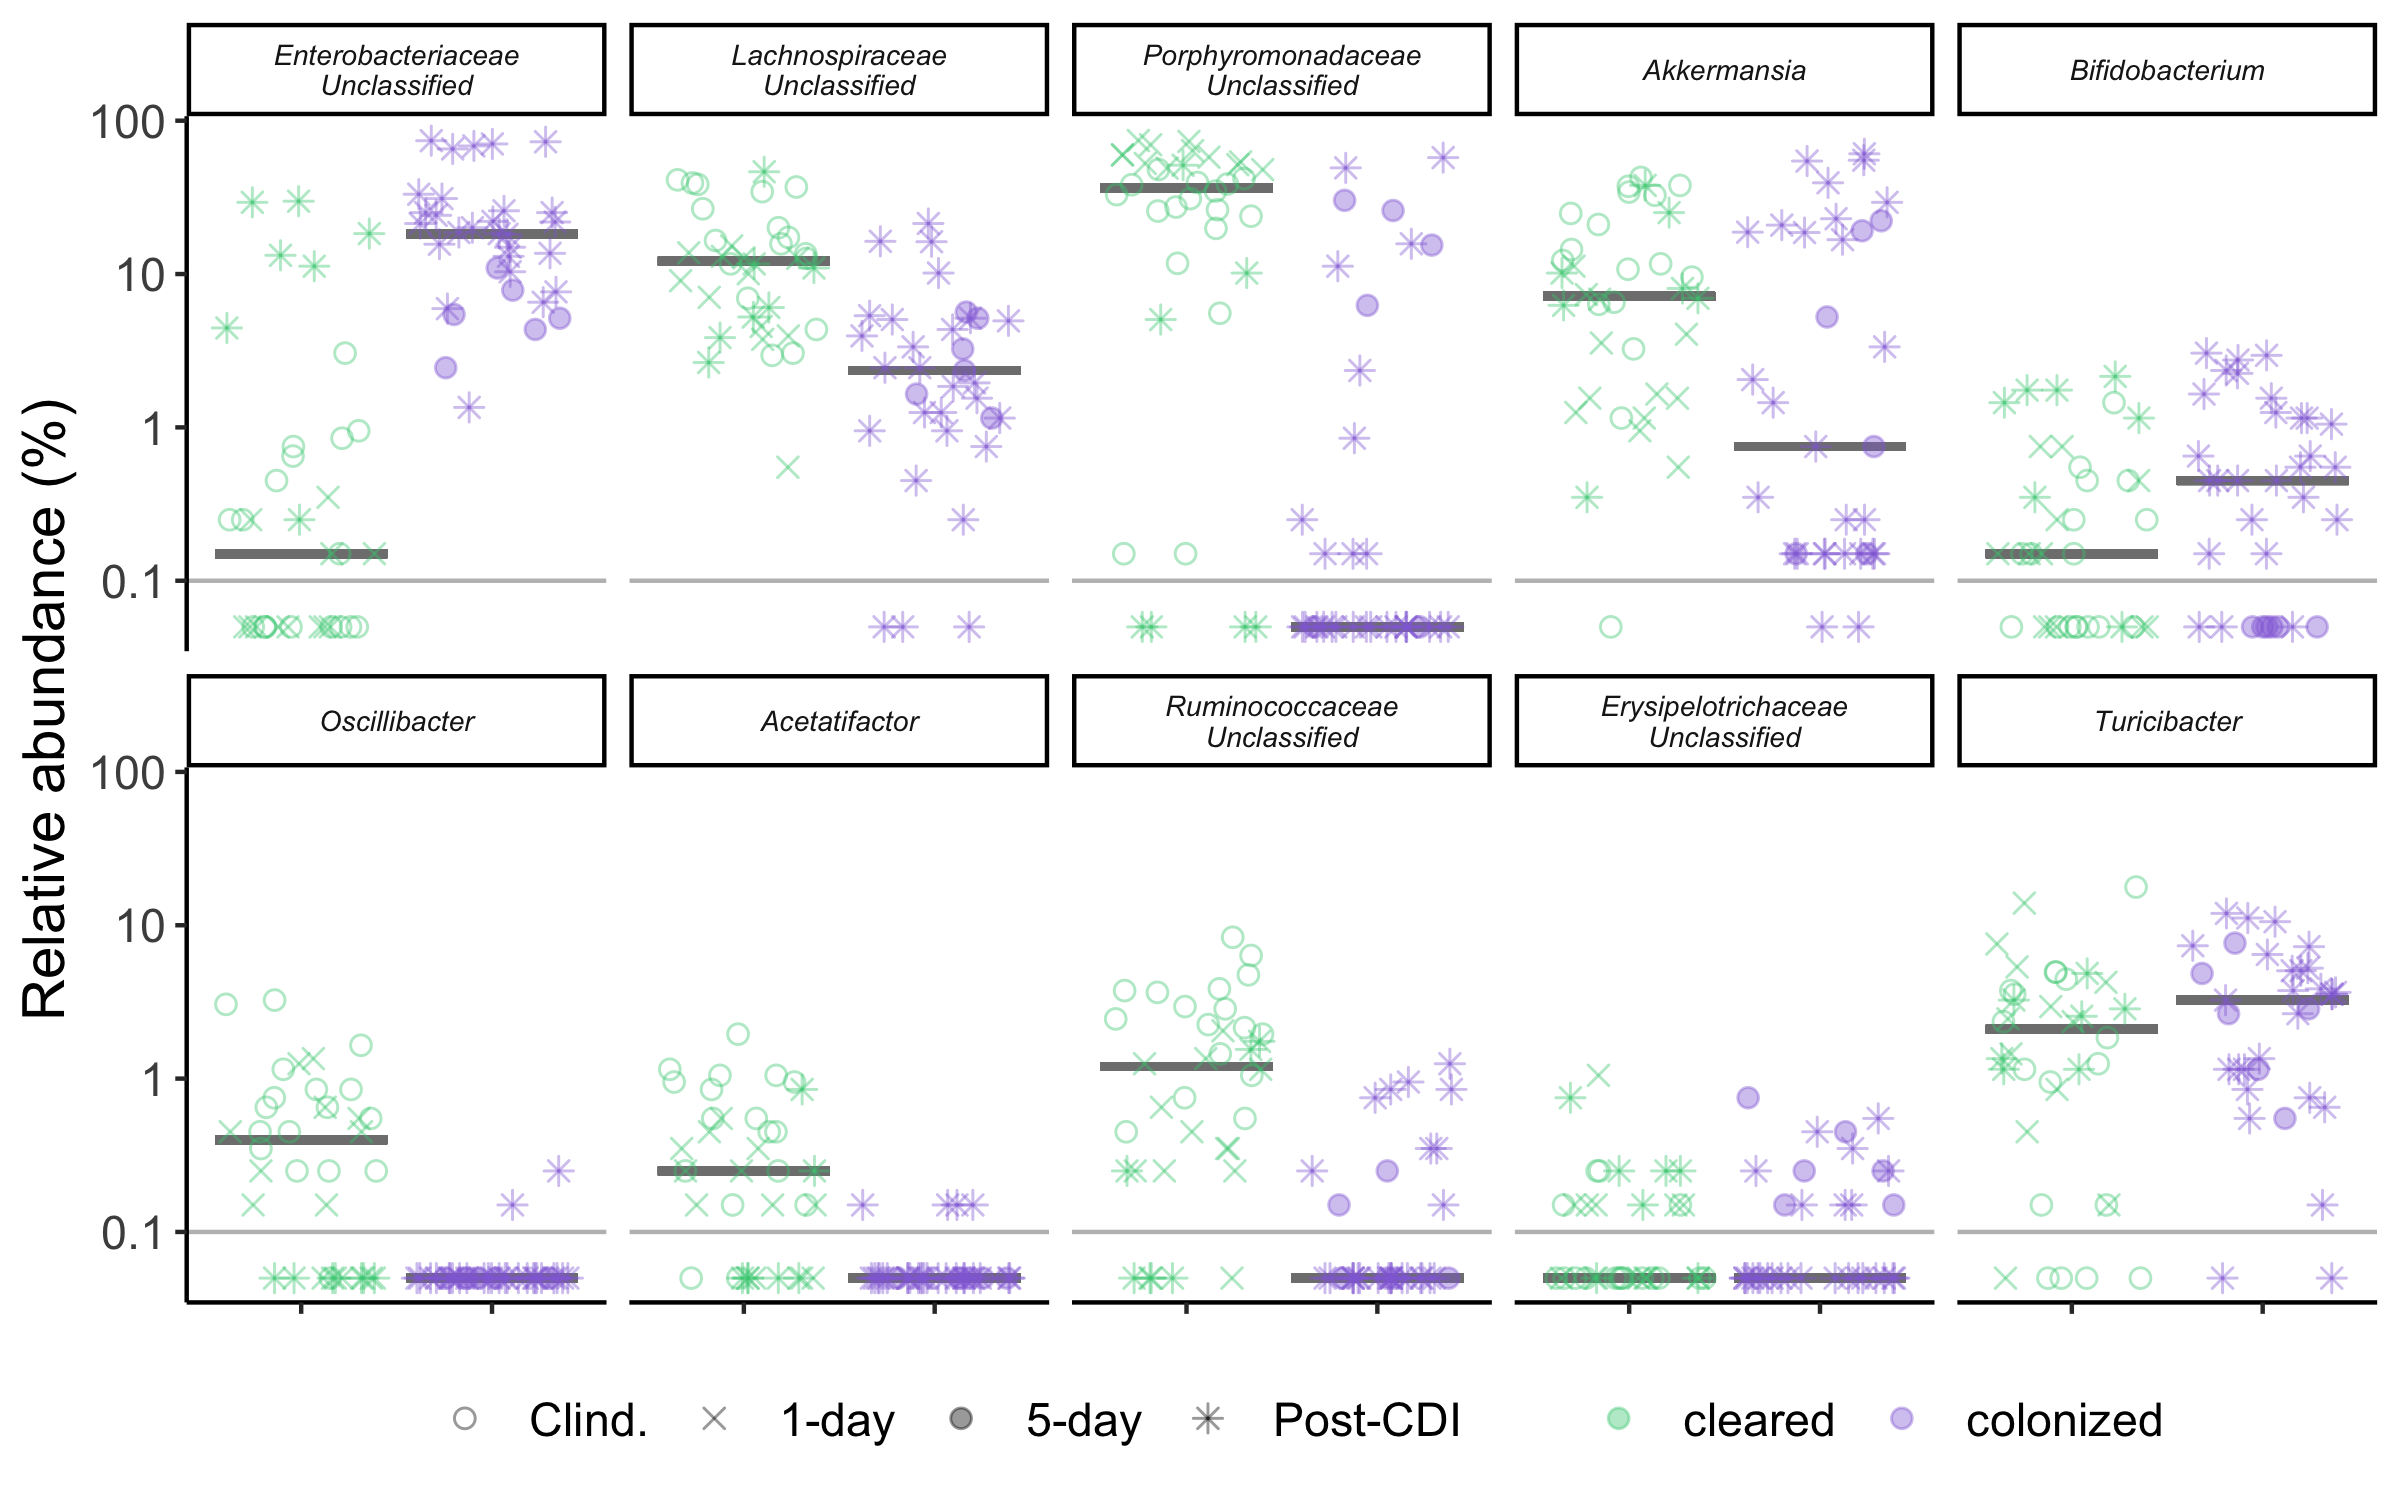 Enterobacteriaceae
Unclassified
Lachnospiraceae
Unclassified
Porphyromonadaceae
Unclassified
Akkermansia
Bifidobacterium
100
10
1
0.1
Relative abundance (%)
Oscillibacter
Acetatifactor
Ruminococcaceae
Unclassified
Erysipelotrichaceae
Unclassified
Turicibacter
100
10
1
0.1
Clind.
1-day
5-day
Post-CDI
cleared
colonized